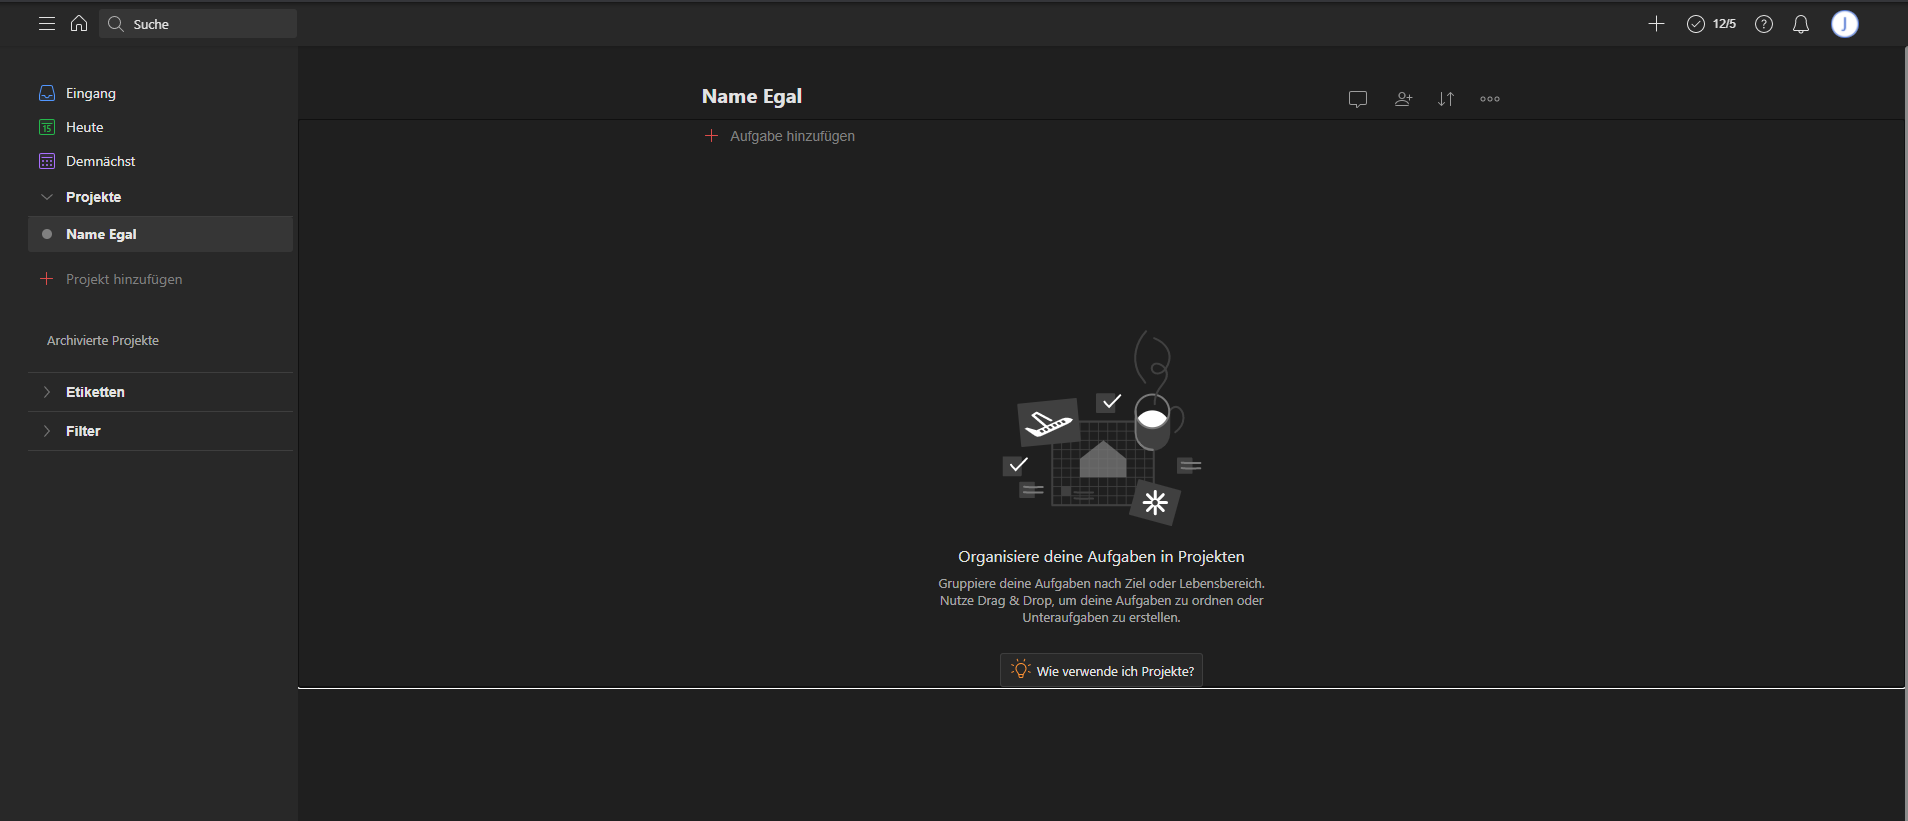 Suche
12/5
J
Eingang
15
Heute
Demnächst
Projekte
Name Egal
Projekt hinzufügen
Archivierte Projekte
Etiketten
Filter
Name Egal
Aufgabe hinzufügen
Organisiere deine Aufgaben in Projekten
Gruppiere deine Aufgaben nach Ziel oder Lebensbereich.
Nutze Drag & Drop, um deine Aufgaben zu ordnen oder
Unteraufgaben zu erstellen.
Wie verwende ich Projekte?